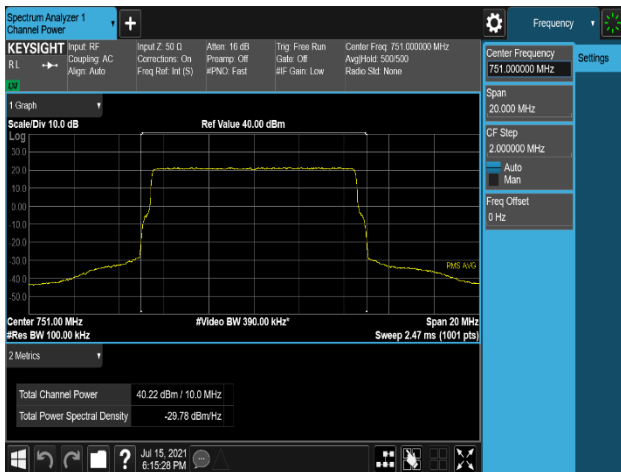 Spectrum Analyzer 1
Channel Power
+
Frequency
KEYSIGHT
R L
LXI
Input: RF
Coupling: AC
Align: Auto
Input Z: 50 Ω
Corrections: On
Freq Ref: Int (S)
Atten: 16 dB
Preamp: Off
#PNO: Fast
Trig: Free Run
Gate: Off
#IF Gain: Low
Center Freq: 751.000000 MHz
Avg|Hold: 500/500
Radio Std: None
Center Frequency
751.000000 MHz
Settings
Span
20.000 MHz
CF Step
2.000000 MHz
Auto
Man
Freq Offset
0 Hz
1 Graph
Scale/Div 10.0 dB
Ref Value 40.00 dBm
Log
30.0
20.0
10.0
0.00
-10.0
-20.0
-30.0
-40.0
-50.0
RMS AVG
Center 751.00 MHz
#Video BW 390.00 kHz*
Span 20 MHz
#Res BW 100.00 kHz
Sweep 2.47 ms (1001 pts)
2 Metrics
Total Channel Power 40.22 dBm / 10.0 MHz
Total Power Spectral Density -29.78 dBm/Hz
?
Jul 15, 2021
6:15:28 PM